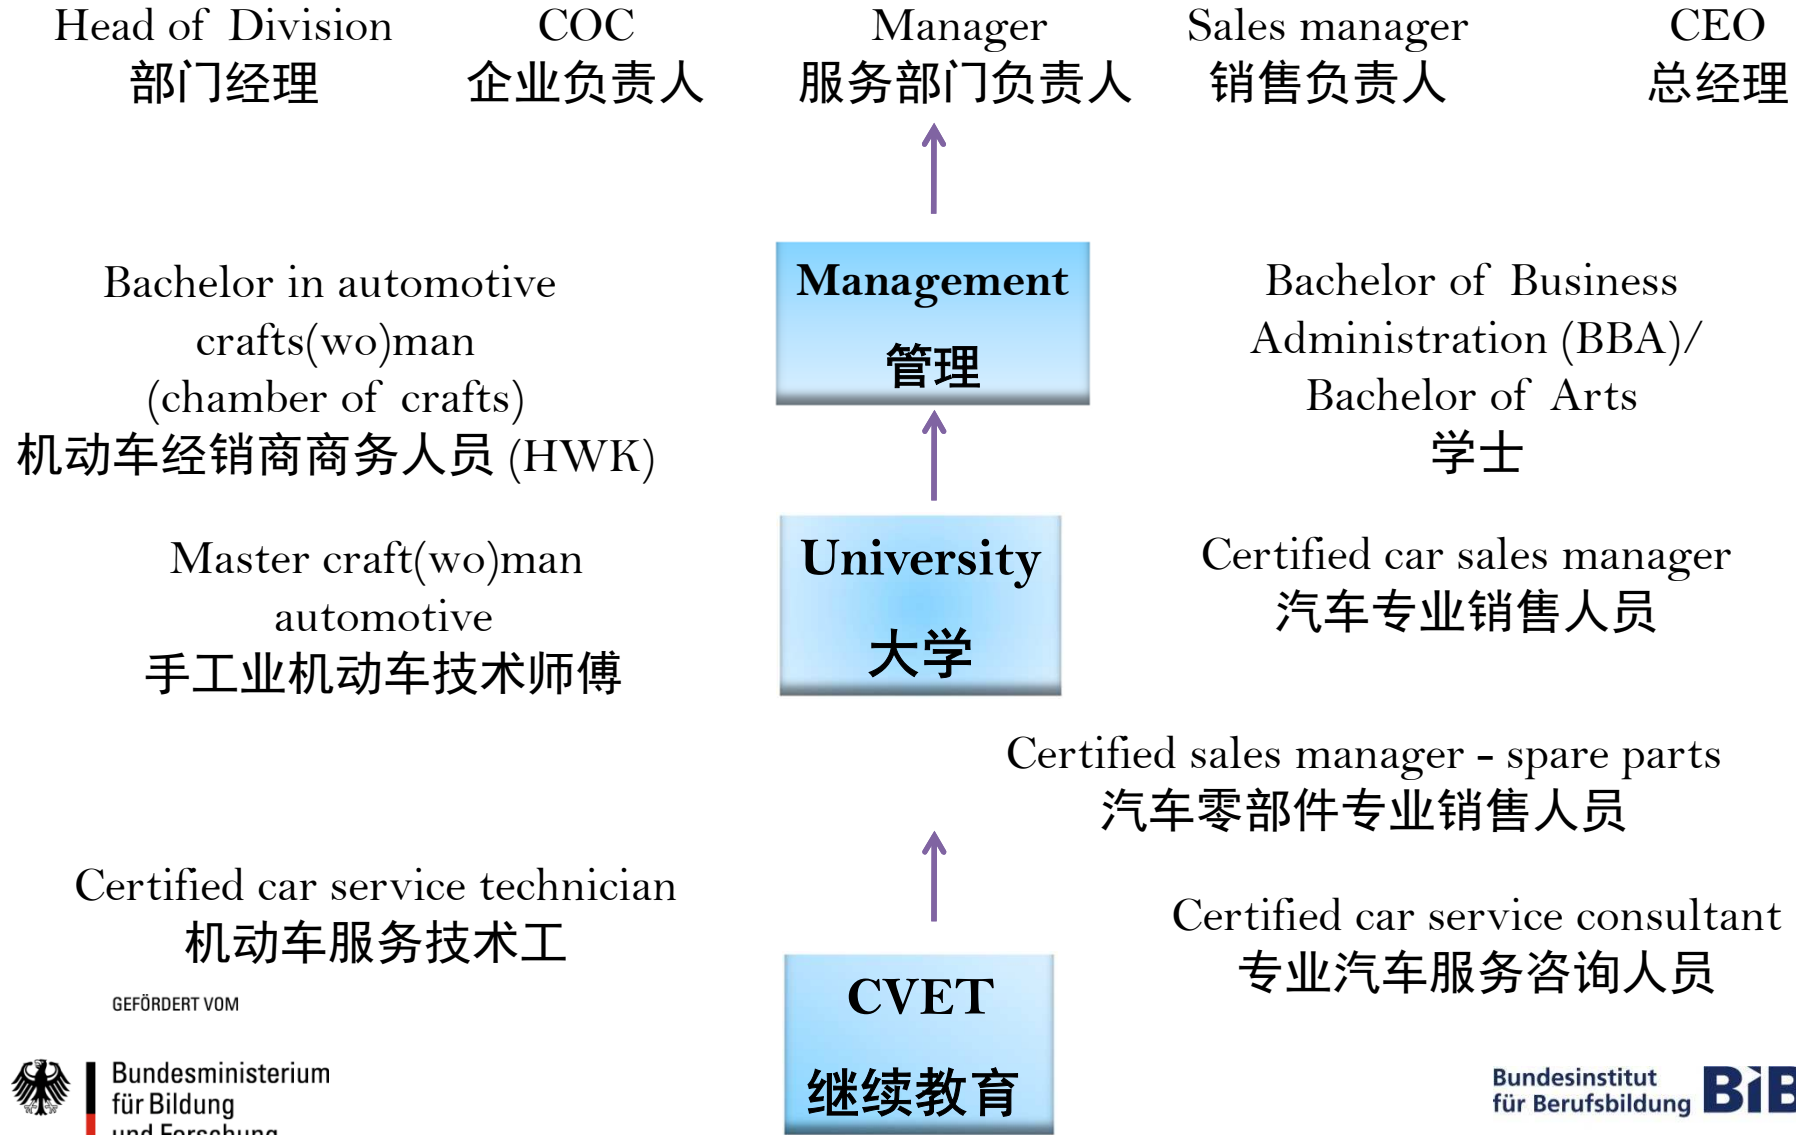 Head of Division
部门经理
COC
企业负责人
Manager
服务部门负责人
Sales manager
销售负责人
CEO
总经理
Management
管理
Bachelor in automotive
crafts(wo)man
(chamber of crafts)
机动车经销商商务人员 (HWK)
Bachelor of Business
Administration (BBA)/
Bachelor of Arts
学士
University
大学
Master craft(wo)man
automotive
手工业机动车技术师傅
Certified car sales manager
汽车专业销售人员
Certified sales manager - spare parts
汽车零部件专业销售人员
Certified car service technician
机动车服务技术工
Certified car service consultant
专业汽车服务咨询人员
CVET
继续教育
GEFÖRDERT VOM
Bundesministerium
für Bildung
und Forschung
Bundesinstitut
für Berufsbildung
BiB